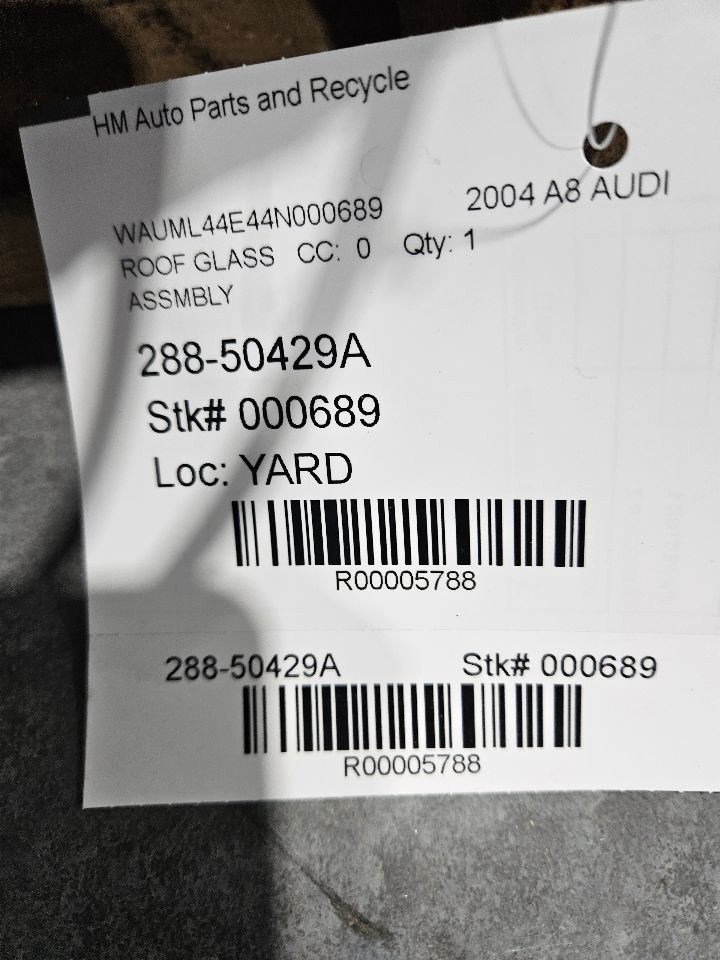 HM Auto Parts and Recycle
WAUML44E44N000689 2004 A8 AUDI
ROOF GLASS CC: 0 Qty: 1
ASSMBLY
288-50429A
Stk# 000689
Loc: YARD
R00005788
288-50429A Stk# 000689
R00005788